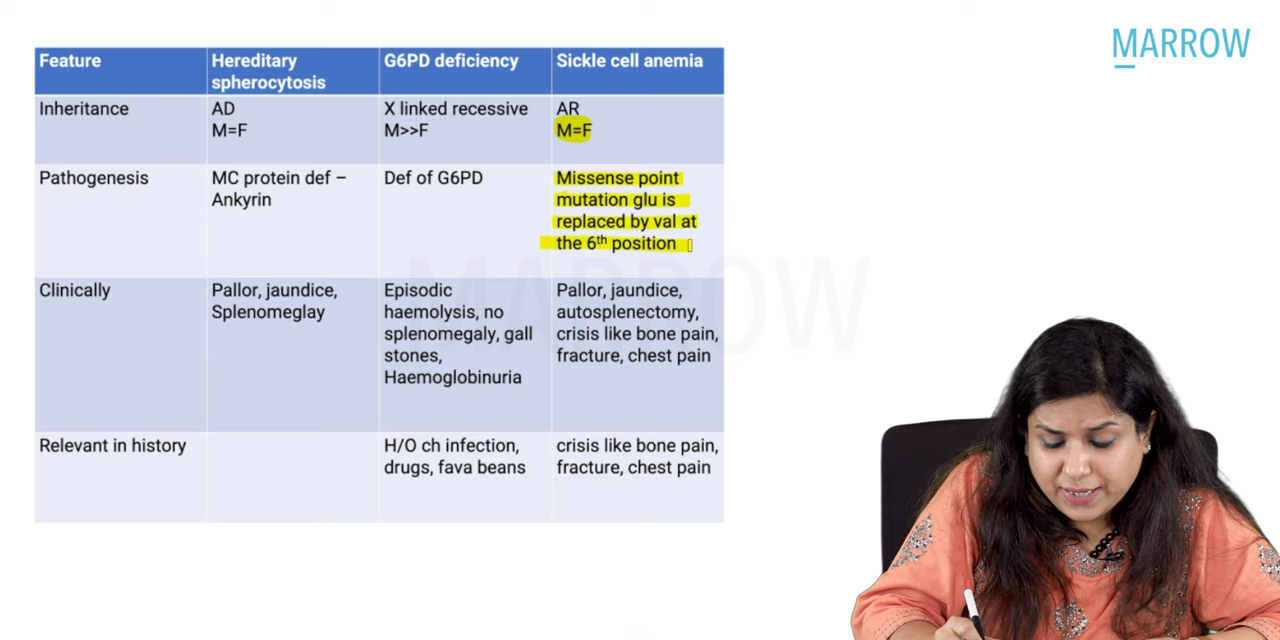 MARROW
Feature
Hereditary
spherocytosis
G6PD deficiency
Sickle cell anemia
Inheritance
AD
M=F
X linked recessive
M>>F
AR
M=F
Pathogenesis
MC protein def –
Ankyrin
Def of G6PD
Missense point
mutation glu is
replaced by val at
the 6th position
Clinically
Pallor, jaundice,
Splenomeglay
Episodic
haemolysis, no
splenomegaly, gall
stones,
Haemoglobinuria
Pallor, jaundice,
autosplenectomy,
crisis like bone pain,
fracture, chest pain
Relevant in history
H/O ch infection,
drugs, fava beans
crisis like bone pain,
fracture, chest pain
MARROW